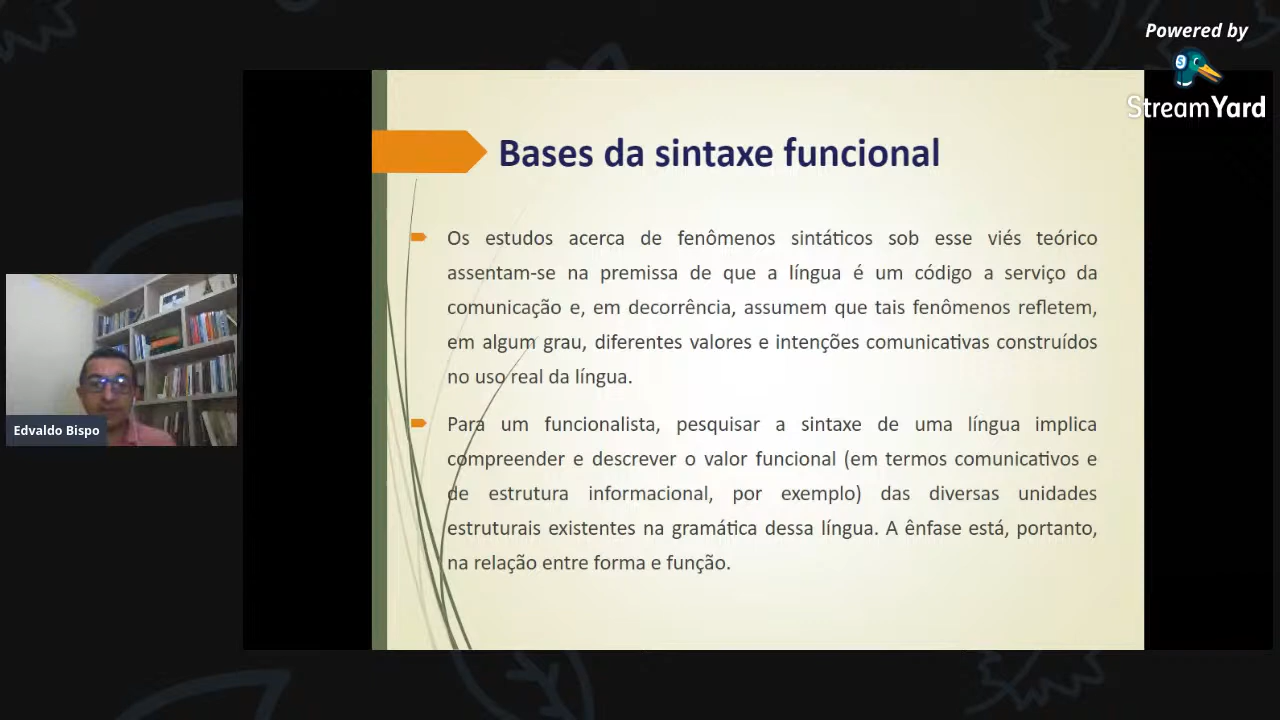 Powered by
StreamYard
Bases da sintaxe funcional
Os estudos acerca de fenômenos sintáticos sob esse viés teórico
assentam-se na premissa de que a língua é um código a serviço da
comunicação e, em decorrência, assumem que tais fenômenos refletem,
em algum grau, diferentes valores e intenções comunicativas construídos
no uso real da língua.
Para um funcionalista, pesquisar a sintaxe de uma língua implica
compreender e descrever o valor funcional (em termos comunicativos e
de estrutura informacional, por exemplo) das diversas unidades
estruturais existentes na gramática dessa língua. A ênfase está, portanto,
na relação entre forma e função.
Edvaldo Bispo